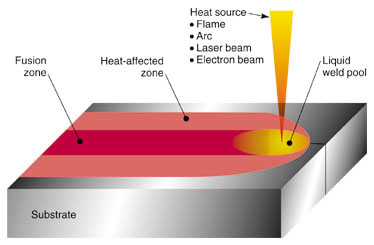 Heat source
• Flame
• Arc
• Laser beam
• Electron beam
Fusion
zone
Heat-affected
zone
Liquid
weld pool
Substrate